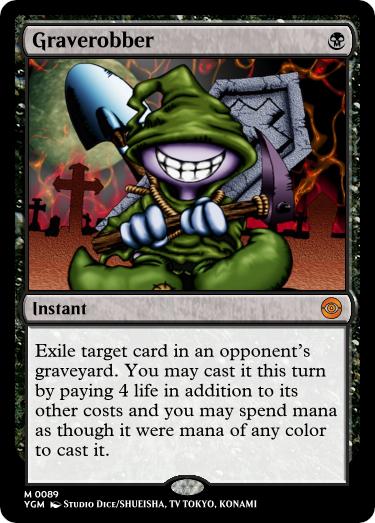 Graverobber
Instant
Exile target card in an opponent's
graveyard. You may cast it this turn
by paying 4 life in addition to its
other costs and you may spend mana
as though it were mana of any color
to cast it.
M 0089
YGM Studio Dice/SHUEISHA, TV TOKYO, KONAMI